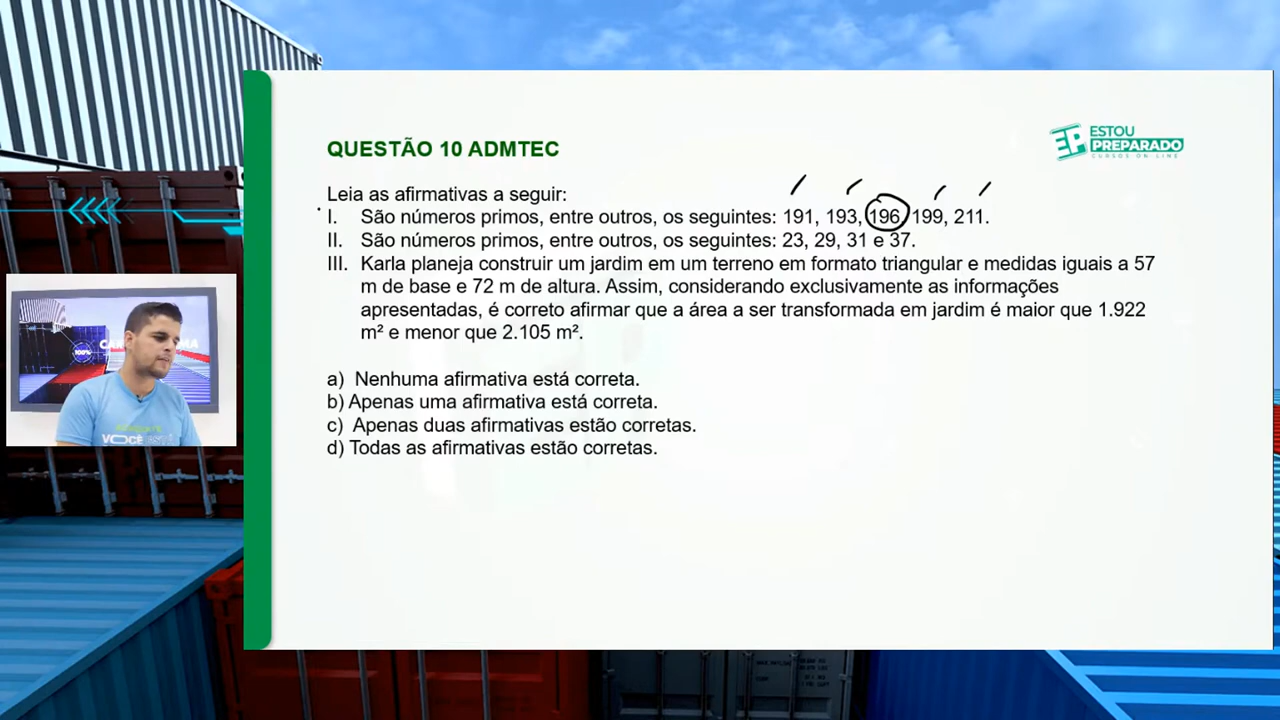 QUESTÃO 10 ADMTEC
ESTOU
PREPARADO
CURSOS ON-LINE
Leia as afirmativas a seguir:
I. São números primos, entre outros, os seguintes: 191, 193, 196, 199, 211.
II. São números primos, entre outros, os seguintes: 23, 29, 31 e 37.
III. Karla planeja construir um jardim em um terreno em formato triangular e medidas iguais a 57
m de base e 72 m de altura. Assim, considerando exclusivamente as informações
apresentadas, é correto afirmar que a área a ser transformada em jardim é maior que 1.922
m² e menor que 2.105 m².
a) Nenhuma afirmativa está correta.
b) Apenas uma afirmativa está correta.
c) Apenas duas afirmativas estão corretas.
d) Todas as afirmativas estão corretas.
100%
VOCÊ ESTÁ